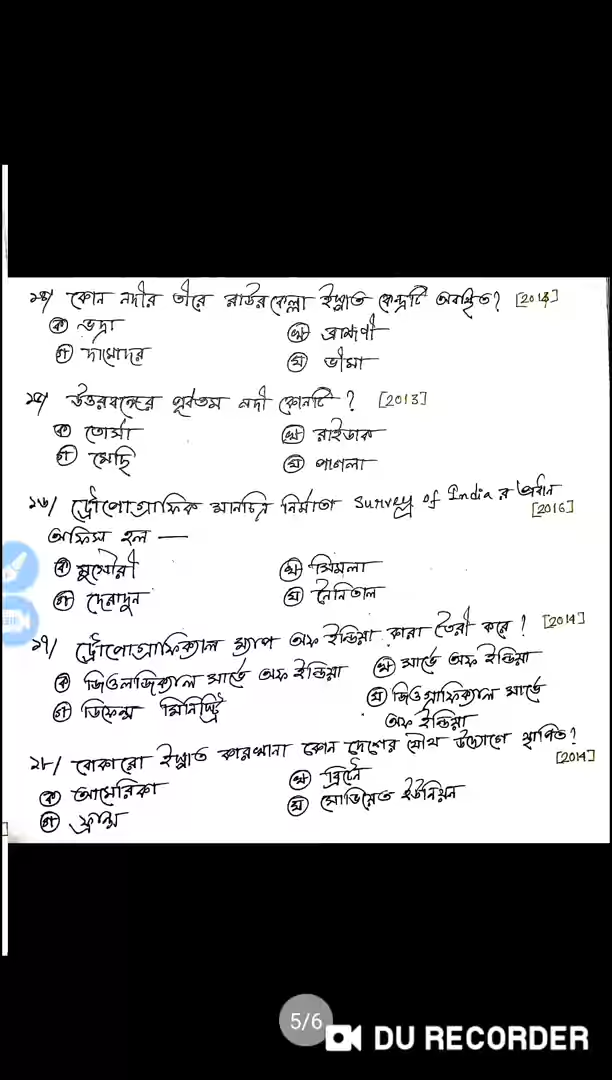 ১৪/ কোন নদীর তীরে রাউরকেল্লা ইস্পাত কেন্দ্রটি অবস্থিত? [2013]
ক ভদ্রা খ ব্রাহ্মণী
গ দামোদর ঘ ভীমা
১৫/ উত্তরবঙ্গের পূর্বতম নদী কোনটি? [2013]
ক তোর্সা খ রাইডাক
গ মেচি ঘ পাগলা
১৬/ ট্রোপোগ্রাফিক মানচিত্র নির্মাতা Survey of India র প্রধান
অফিস হল — [2016]
ক মুসৌরী খ সিমলা
গ দেরাদুন ঘ নৈনিতাল
১৭/ ট্রোপোগ্রাফিক্যাল ম্যাপ অফ ইন্ডিয়া কারা তৈরী করে? [2014]
ক জিওলজিক্যাল সার্ভে অফ ইন্ডিয়া খ সার্ভে অফ ইন্ডিয়া
গ ডিফেন্স মিনিস্ট্রি ঘ জিওগ্রাফিক্যাল সার্ভে
অফ ইন্ডিয়া
১৮/ বোকারো ইস্পাত কারখানা কোন দেশের যৌথ উদ্যোগে স্থাপিত?
[2014]
ক আমেরিকা খ ব্রিটেন
গ ফ্রান্স ঘ সোভিয়েত ইউনিয়ন
5/6
DU RECORDER